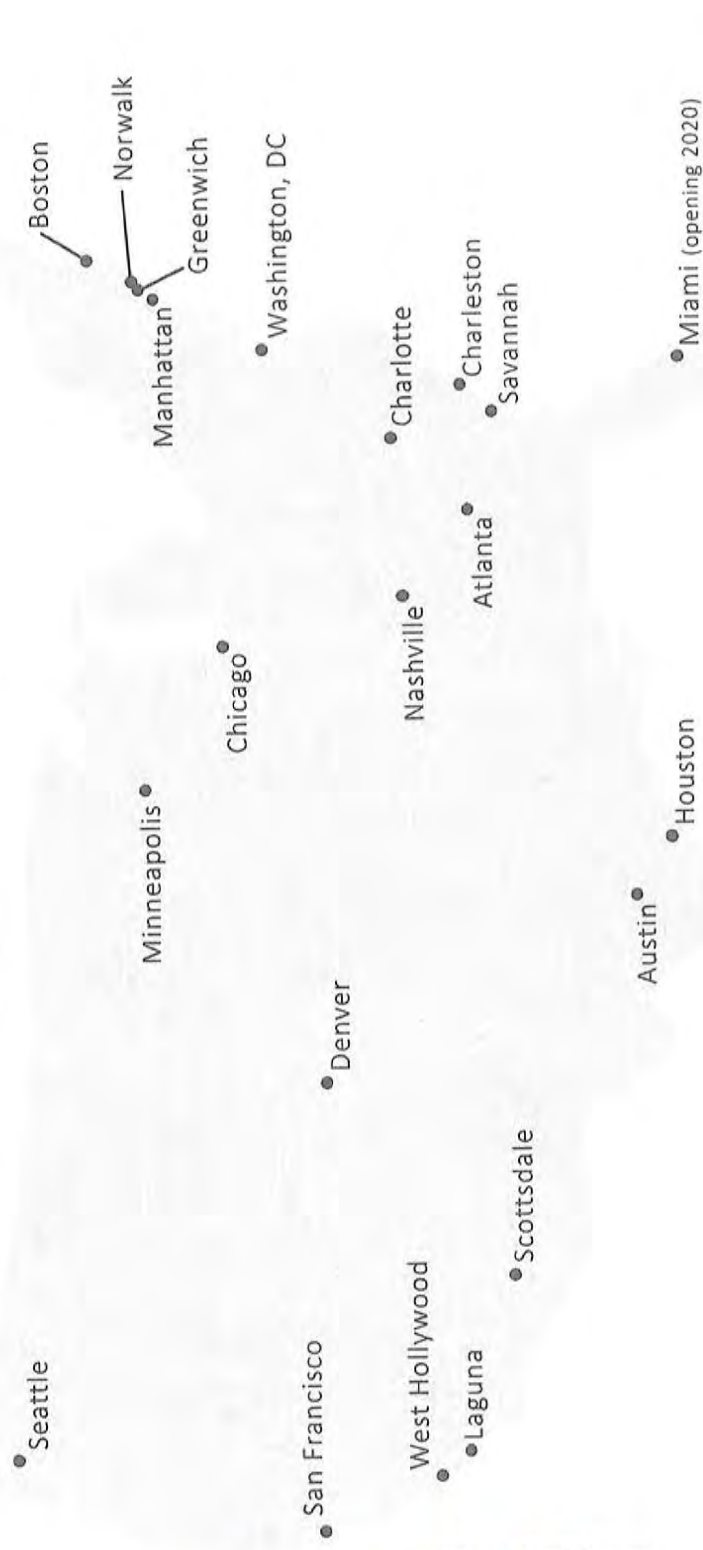 Seattle
San Francisco
West Hollywood
Laguna
Scottsdale
Denver
Minneapolis
Chicago
Nashville
Austin
Houston
Atlanta
Charlotte
Charleston
Savannah
Boston
Norwalk
Greenwich
Manhattan
Washington, DC
Miami (opening 2020)